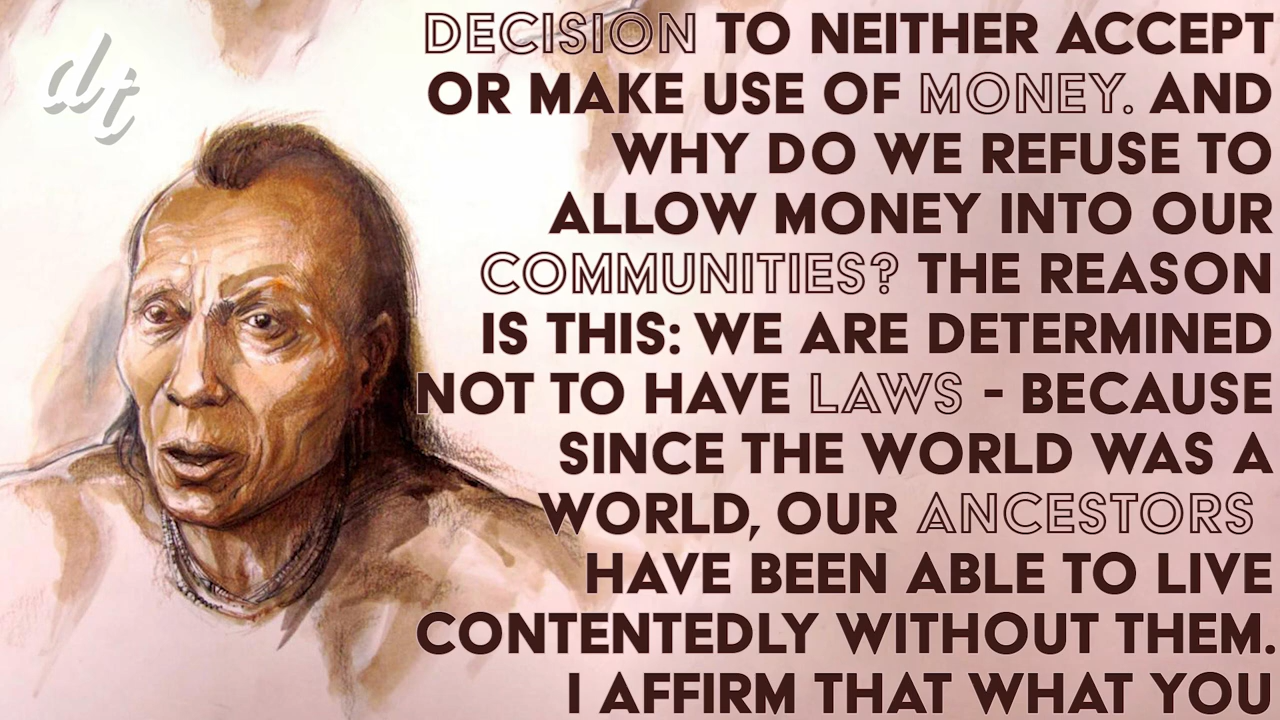 dt
DECISION TO NEITHER ACCEPT
OR MAKE USE OF MONEY. AND
WHY DO WE REFUSE TO
ALLOW MONEY INTO OUR
COMMUNITIES? THE REASON
IS THIS: WE ARE DETERMINED
NOT TO HAVE LAWS - BECAUSE
SINCE THE WORLD WAS A
WORLD, OUR ANCESTORS
HAVE BEEN ABLE TO LIVE
CONTENTEDLY WITHOUT THEM.
I AFFIRM THAT WHAT YOU